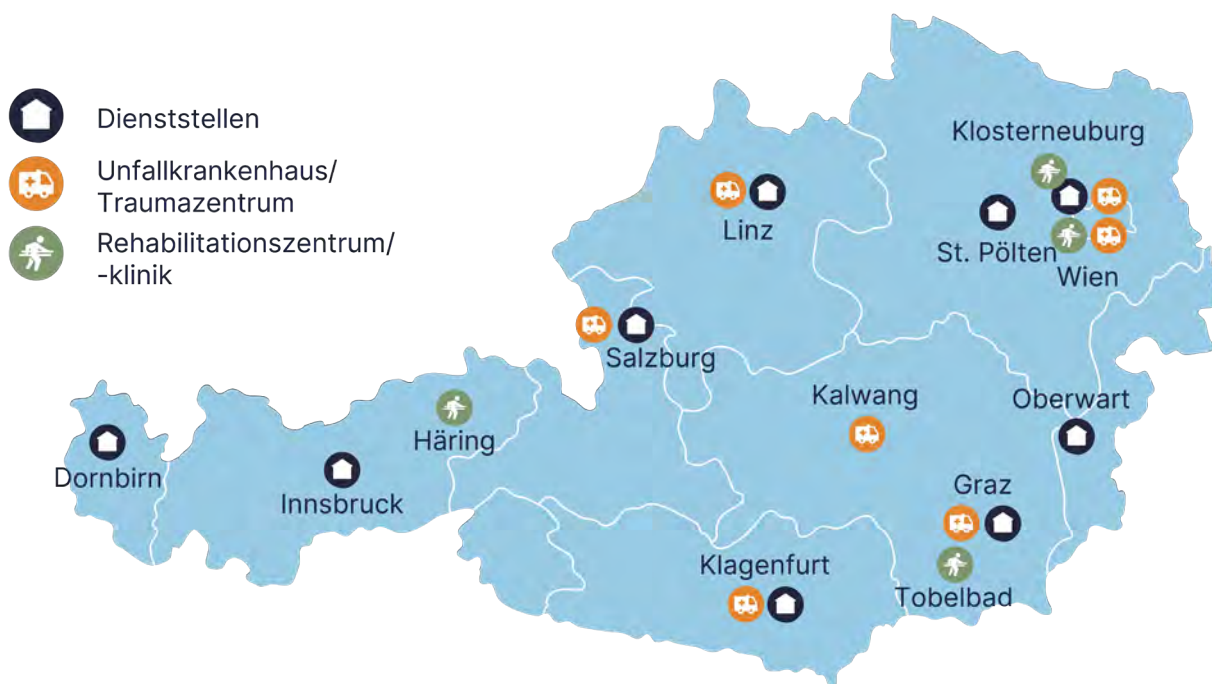 Dienststellen
Unfallkrankenhaus/
Traumazentrum
Rehabilitationszentrum/
-klinik
Klosterneuburg
Linz
St. Pölten
Wien
Salzburg
Kalwang
Oberwart
Häring
Dornbirn
Innsbruck
Graz
Klagenfurt
Tobelbad